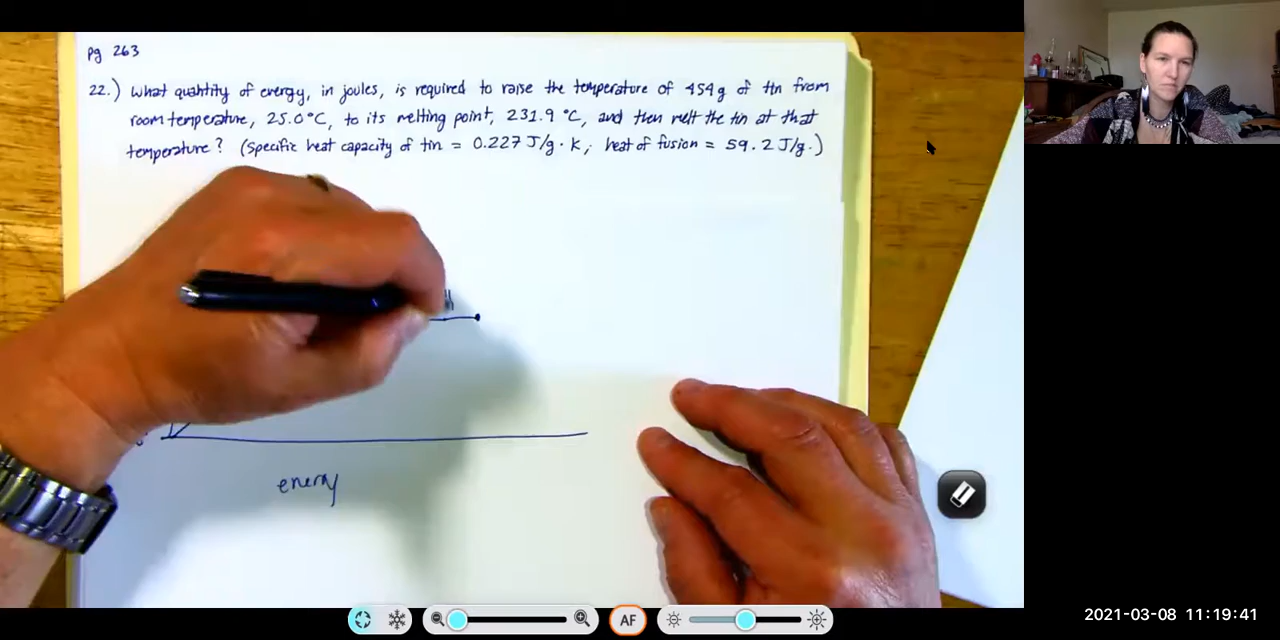 pg 263
22.) What quantity of energy, in joules, is required to raise the temperature of 454g of tin from
room temperature, 25.0°C, to its melting point, 231.9 °C, and then melt the tin at that
temperature? (Specific heat capacity of tin = 0.227 J/g·K; heat of fusion = 59.2 J/g.)
energy
AF
2021-03-08 11:19:41